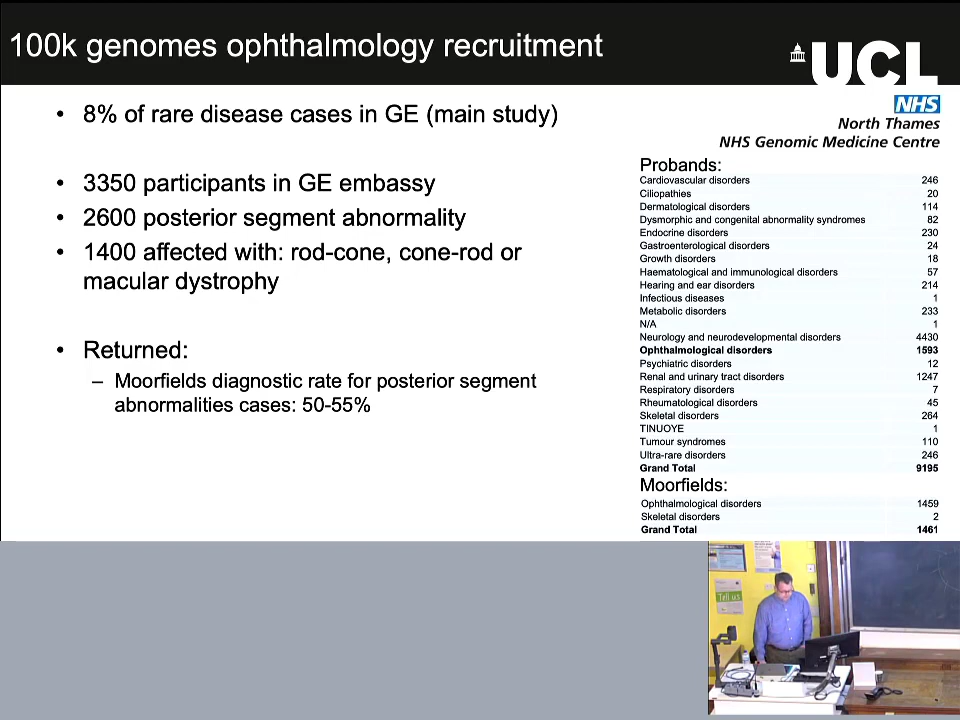 100k genomes ophthalmology recruitment
UCL
NHS
North Thames
NHS Genomic Medicine Centre
• 8% of rare disease cases in GE (main study)
• 3350 participants in GE embassy
• 2600 posterior segment abnormality
• 1400 affected with: rod-cone, cone-rod or
macular dystrophy
• Returned:
– Moorfields diagnostic rate for posterior segment
abnormalities cases: 50-55%
Probands:
Cardiovascular disorders 246
Ciliopathies 20
Dermatological disorders 114
Dysmorphic and congenital abnormality syndromes 82
Endocrine disorders 230
Gastroenterological disorders 24
Growth disorders 18
Haematological and immunological disorders 57
Hearing and ear disorders 214
Infectious diseases 1
Metabolic disorders 233
N/A 1
Neurology and neurodevelopmental disorders 4430
Ophthalmological disorders 1593
Psychiatric disorders 12
Renal and urinary tract disorders 1247
Respiratory disorders 7
Rheumatological disorders 45
Skeletal disorders 264
TINUOYE 1
Tumour syndromes 110
Ultra-rare disorders 246
Grand Total 9195
Moorfields:
Ophthalmological disorders 1459
Skeletal disorders 2
Grand Total 1461
Tell us